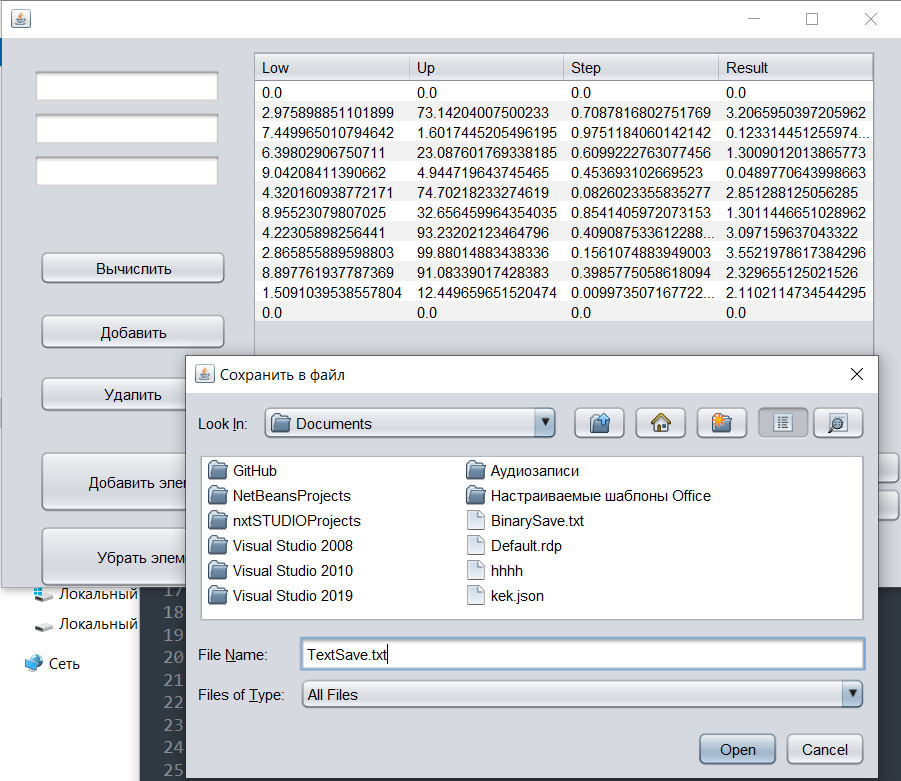 Low Up Step Result
0.0 0.0 0.0 0.0
2.975898851101899 73.14204007500233 0.7087816802751769 3.2065950397205962
7.449965010794642 1.6017445205496195 0.9751184060142142 0.123314451255974...
6.39802906750711 23.087601769338185 0.6099222763077456 1.3009012013865773
9.04208411390662 4.944719643745465 0.453693102669523 0.0489770643998663
4.320160938772171 74.70218233274619 0.0826023355835277 2.851288125056285
8.95523079807025 32.656459964354035 0.8541405972073153 1.3011446651028962
4.22305898256441 93.23202123464796 0.409087533612288... 3.097159637043322
2.865855889598803 99.88014883438336 0.1561074883949003 3.5521978617384296
8.897761937787369 91.08339017428383 0.3985775058618094 2.329655125021526
1.5091039538557804 12.449659651520474 0.009973507167722... 2.1102114734544295
0.0 0.0 0.0 0.0
Вычислить
Добавить
Удалить
Добавить элем
Убрать элем
Сохранить в файл
Look In: Documents
GitHub
NetBeansProjects
nxtSTUDIOProjects
Visual Studio 2008
Visual Studio 2010
Visual Studio 2019
Аудиозаписи
Настраиваемые шаблоны Office
BinarySave.txt
Default.rdp
hhhh
kek.json
File Name: TextSave.txt
Files of Type: All Files
Open Cancel
Локальный
Локальный
Сеть
17
18
19
20
21
22
23
24
25